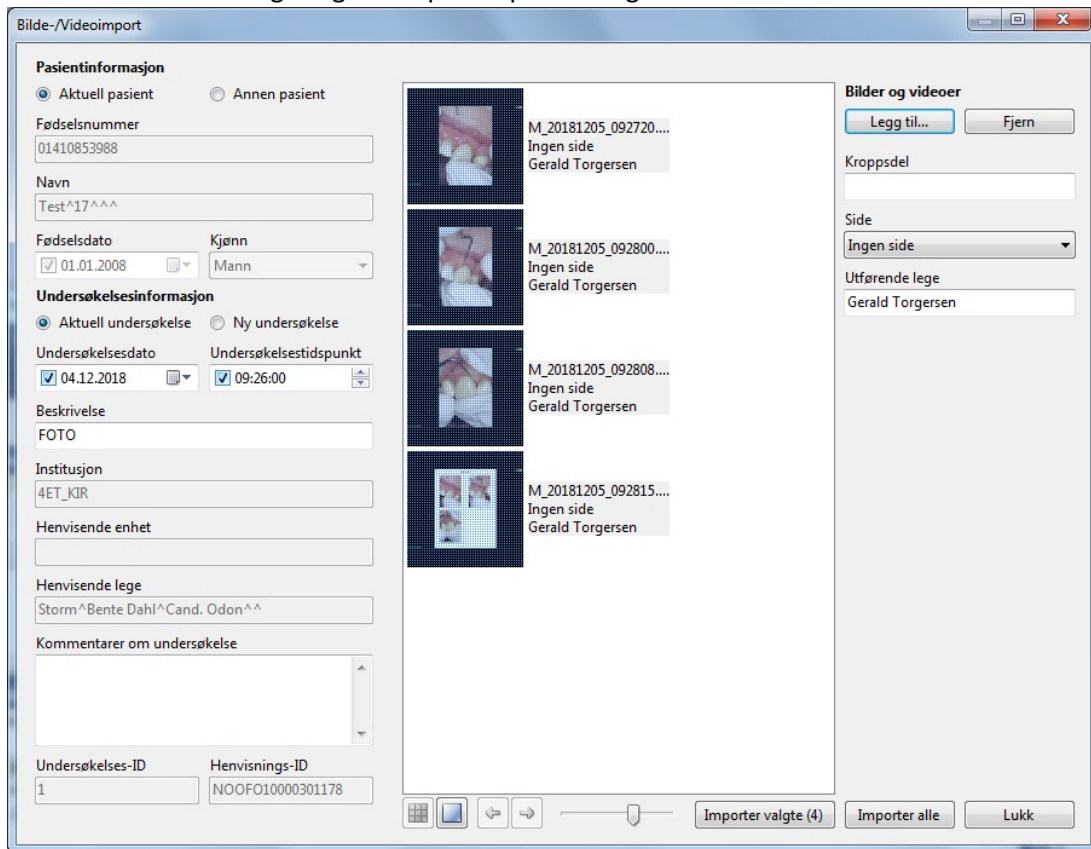 Bilde-/Videoimport
Pasientinformasjon
Aktuell pasient Annen pasient
Fødselsnummer
01410853988
Navn
Test^17^^^
Fødselsdato Kjønn
01.01.2008 Mann
Undersøkelsesinformasjon
Aktuell undersøkelse Ny undersøkelse
Undersøkelsesdato Undersøkelsestidspunkt
04.12.2018 09:26:00
Beskrivelse
FOTO
Institusjon
4ET_KIR
Henvisende enhet
Henvisende lege
Storm^Bente Dahl^Cand. Odon^^
Kommentarer om undersøkelse
Undersøkelses-ID Henvisnings-ID
1 NOOFO10000301178
M_20181205_092720....
Ingen side
Gerald Torgersen
M_20181205_092800....
Ingen side
Gerald Torgersen
M_20181205_092808....
Ingen side
Gerald Torgersen
M_20181205_092815....
Ingen side
Gerald Torgersen
Importer valgte (4)
Bilder og videoer
Legg til... Fjern
Kroppsdel
Side
Ingen side
Utførende lege
Gerald Torgersen
Importer alle Lukk